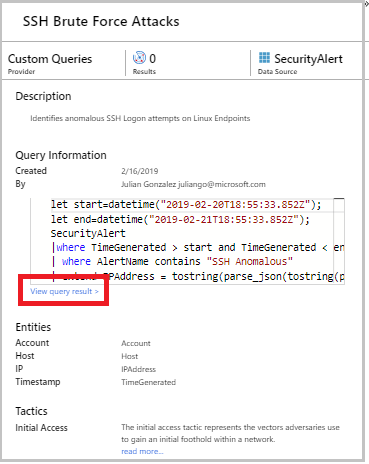 »
SSH Brute Force Attacks
Custom Queries 0 SecurityAlert
Provider Results Data Source
Description
Identifies anomalous SSH Logon attempts on Linux Endpoints
Query Information
Created 2/16/2019
By Julian Gonzalez juliango@microsoft.com
let start=datetime("2019-02-20T18:55:33.852Z");
let end=datetime("2019-02-21T18:55:33.852Z");
SecurityAlert
|where TimeGenerated > start and TimeGenerated < en
| where AlertName contains "SSH Anomalous"
| extend IPAddress = tostring(parse_json(tostring(p
View query result >
Entities
Account Account
Host Host
IP IPAddress
Timestamp TimeGenerated
Tactics
Initial Access The initial access tactic represents the vectors adversaries use
to gain an initial foothold within a network.
read more...